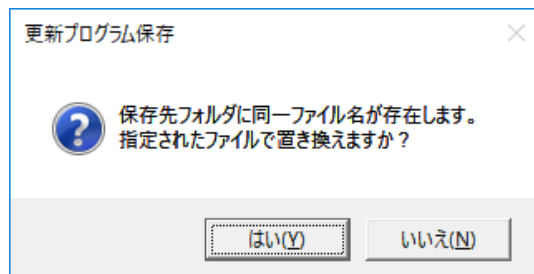 更新プログラム保存
保存先フォルダに同一ファイル名が存在します。
指定されたファイルで置き換えますか?
はい(Y)
いいえ(N)